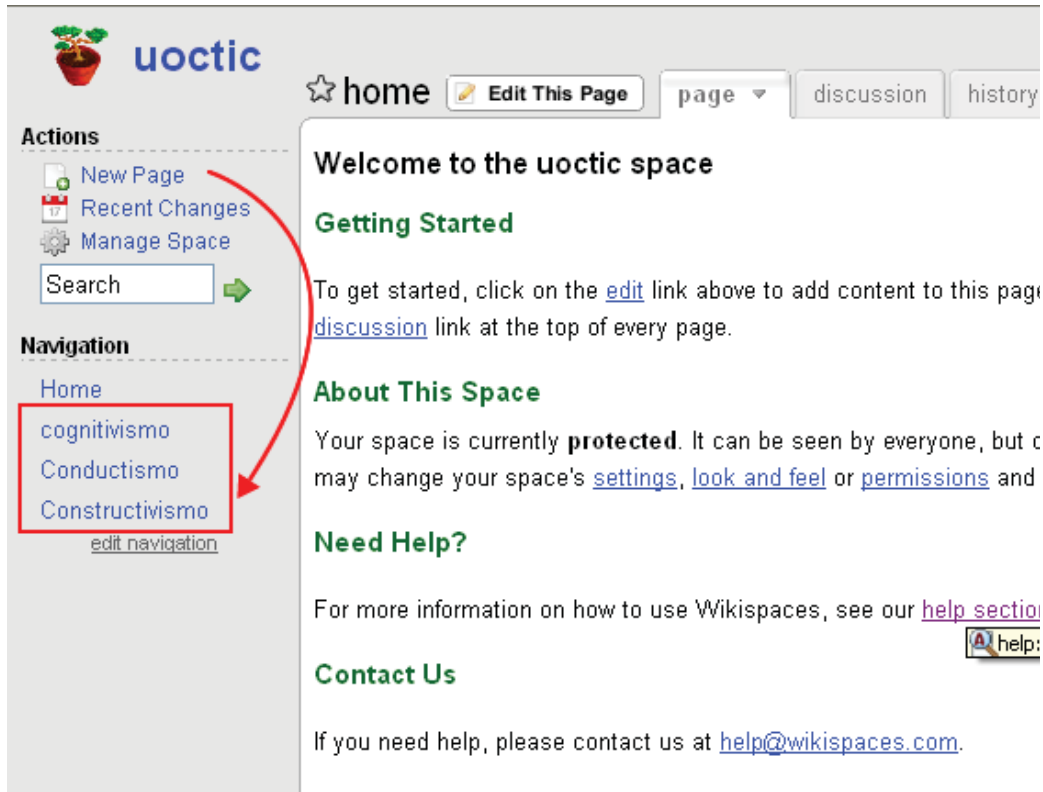 uoctic
home Edit This Page page discussion history
Actions
New Page
Recent Changes
Manage Space
Search
Navigation
Home
cognitivismo
Conductismo
Constructivismo
edit navigation
Welcome to the uoctic space
Getting Started
To get started, click on the edit link above to add content to this page
discussion link at the top of every page.
About This Space
Your space is currently protected. It can be seen by everyone, but
may change your space's settings, look and feel or permissions and
Need Help?
For more information on how to use Wikispaces, see our help section
help:
Contact Us
If you need help, please contact us at help@wikispaces.com.